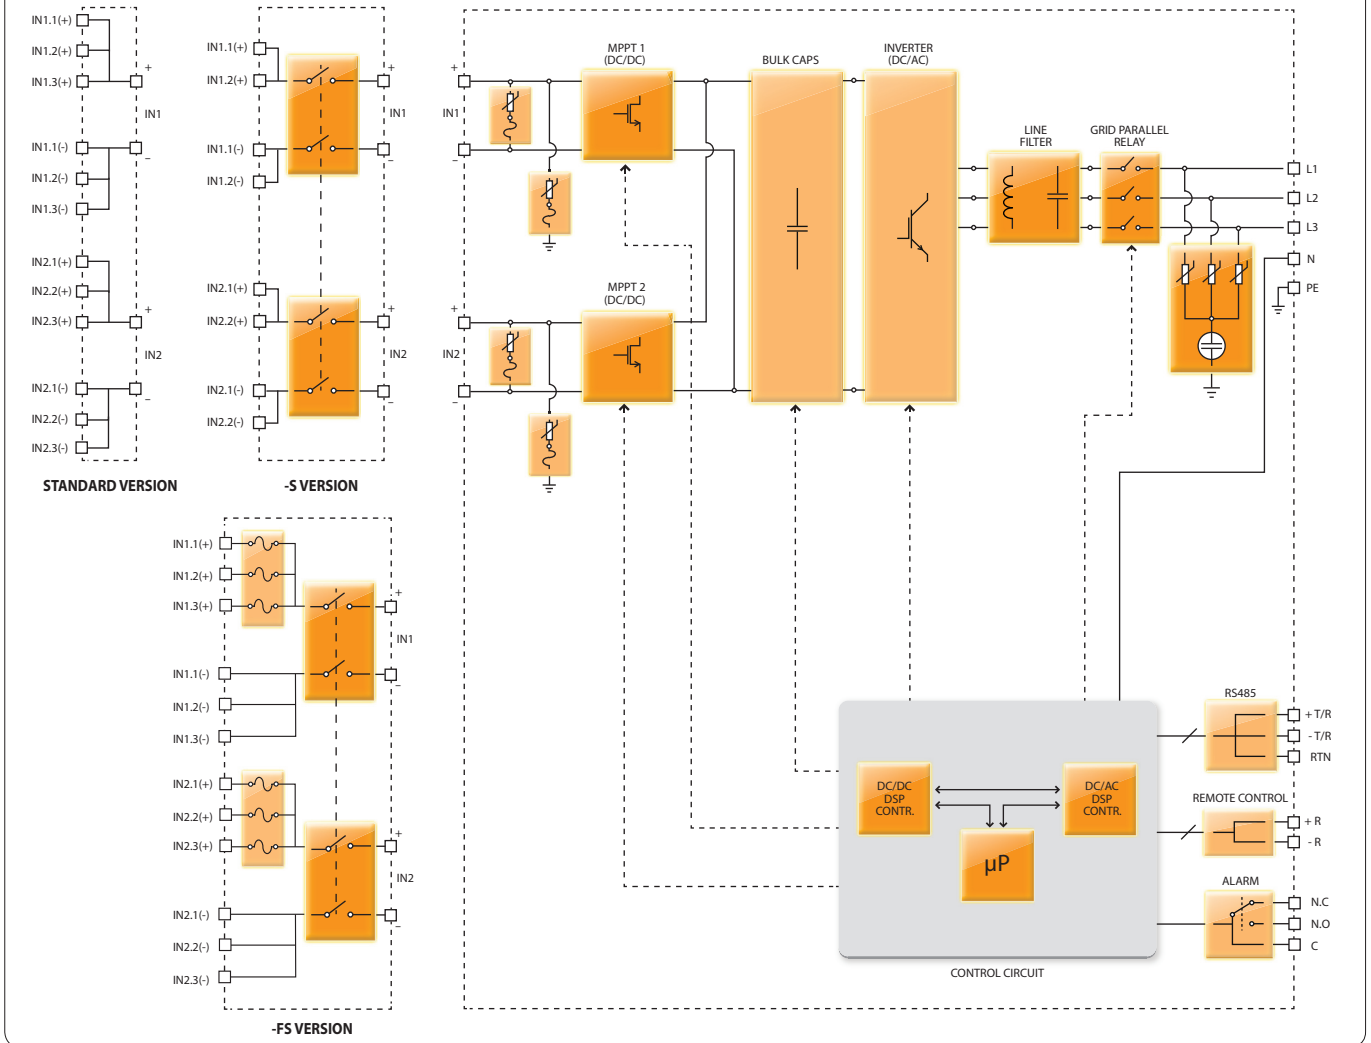 IN1.1(+)
IN1.2(+)
IN1.3(+)
+
IN1
IN1.1(-)
–
IN1.2(-)
IN1.3(-)
IN2.1(+)
IN2.2(+)
+
IN2.3(+)
IN2
IN2.1(-)
–
IN2.2(-)
IN2.3(-)
STANDARD VERSION
IN1.1(+)
+
IN1.2(+)
IN1
IN1.1(-)
–
IN1.2(-)
IN2.1(+)
+
IN2.2(+)
IN2
IN2.1(-)
–
IN2.2(-)
-S VERSION
IN1.1(+)
IN1.2(+)
+
IN1.3(+)
IN1
IN1.1(-)
–
IN1.2(-)
IN1.3(-)
IN2.1(+)
IN2.2(+)
+
IN2.3(+)
IN2
IN2.1(-)
–
IN2.2(-)
IN2.3(-)
-FS VERSION
+
IN1
–
+
IN2
–
MPPT 1
(DC/DC)
MPPT 2
(DC/DC)
BULK CAPS
INVERTER
(DC/AC)
LINE
FILTER
GRID PARALLEL
RELAY
L1
L2
L3
N
PE
DC/DC
DSP
CONTR.
DC/AC
DSP
CONTR.
µP
CONTROL CIRCUIT
RS485
+ T/R
- T/R
RTN
REMOTE CONTROL
+ R
- R
ALARM
N.C
N.O
C